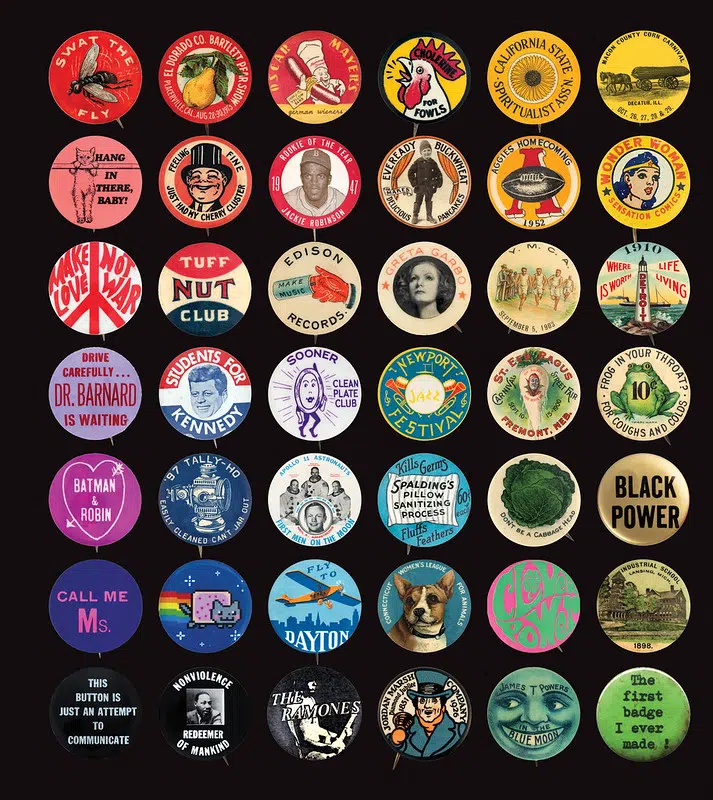 SWAT THE
FLY
EL DORADO CO. BARTLETT PEAR SHOW
PLACERVILLE, CAL. AUG. 28-30, 1915
OSCAR MAYERS
german wieners
CHOLERINE
FOR
FOWLS
CALIFORNIA STATE
SPIRITUALIST ASS'N.
MACON COUNTY CORN CARNIVAL
DECATUR, ILL.
OCT. 26, 27, 28 & 29.
HANG
IN
THERE,
BABY!
FEELING FINE
JUST HAD MY CHERRY CLUSTER
ROOKIE OF THE YEAR
19 47
JACKIE ROBINSON
EVEREADY BUCKWHEAT
MAKES
DELICIOUS PANCAKES
AGGIES HOMECOMING
A
1952
WONDER WOMAN
SENSATION COMICS
MAKE LOVE
NOT WAR
TUFF
NUT
CLUB
EDISON
MAKE
MUSIC
RECORDS.
GRETA GARBO
Y. M. C. A.
SEPTEMBER 5, 1903
1910
WHERE LIFE
IS WORTH LIVING
DETROIT
DRIVE
CAREFULLY...
DR. BARNARD
IS WAITING
STUDENTS FOR
KENNEDY
SOONER
CLEAN
PLATE
CLUB
NEWPORT
JAZZ
FESTIVAL
CARNIVAL
STREET FAIR
FREMONT, NEB.
FROG IN YOUR THROAT?
10¢
FOR COUGHS AND COLDS
BATMAN
&
ROBIN
'97 TALLY-HO
EASILY CLEANED CAN'T JAR OUT
APOLLO 11 ASTRONAUTS
FIRST MEN ON THE MOON
Kills Germs
SPALDING'S
PILLOW
SANITIZING
PROCESS
60¢
Fluffs
Feathers
DON'T BE A CABBAGE HEAD
BLACK
POWER
CALL ME
Ms.
FLY
TO
DAYTON
CONNECTICUT WOMEN'S LEAGUE FOR ANIMALS
INDUSTRIAL SCHOOL
LANSING, MICH.
1898.
THIS
BUTTON IS
JUST AN ATTEMPT
TO
COMMUNICATE
NONVIOLENCE
REDEEMER
OF MANKIND
THE
RAMONES
JORDAN MARSH COMPANY
1926
JAMES T POWERS
IN THE
BLUE MOON
The
first
badge
I ever
made !